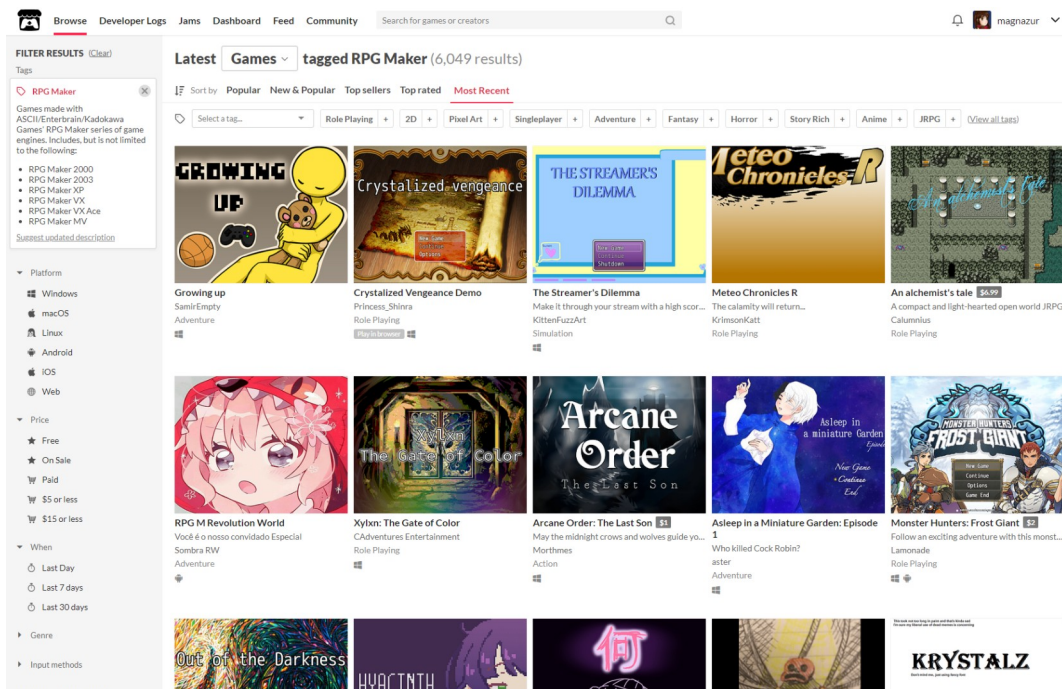 Browse Developer Logs Jams Dashboard Feed Community Search for games or creators magnazur
FILTER RESULTS (Clear)
Tags
RPG Maker
Games made with
ASCII/Enterbrain/Kadokawa
Games' RPG Maker series of game
engines. Includes, but is not limited
to the following:
RPG Maker 2000
RPG Maker 2003
RPG Maker XP
RPG Maker VX
RPG Maker VX Ace
RPG Maker MV
Suggest updated description
Platform
Windows
macOS
Linux
Android
iOS
Web
Price
Free
On Sale
Paid
$5 or less
$15 or less
When
Last Day
Last 7 days
Last 30 days
Genre
Input methods
Latest Games tagged RPG Maker (6,049 results)
Sort by Popular New & Popular Top sellers Top rated Most Recent
Select a tag... Role Playing + 2D + Pixel Art + Singleplayer + Adventure + Fantasy + Horror + Story Rich + Anime + JRPG + (View all tags)
GROWING
UP
Growing up
SamirEmpty
Adventure
Crystalized vengeance
New Game
Continue
Options
Crystalized Vengeance Demo
Princess_Shinra
Role Playing
Play in browser
THE STREAMER'S
DILEMMA
New Game
Continue
Shutdown
The Streamer's Dilemma
Make it through your stream with a high scor...
KittenFuzzArt
Simulation
Meteo
Chronicles R
Meteo Chronicles R
The calamity will return...
KrimsonKatt
Role Playing
An alchemist's tale
An alchemist's tale $6.99
A compact and light-hearted open world JRPG
Calumnius
Role Playing
RPG M Revolution World
Você é o nosso convidado Especial
Sombra RW
Adventure
Xylxn
The Gate of Color
Xylxn: The Gate of Color
CAdventures Entertainment
Role Playing
Arcane
Order
The Last Son
Arcane Order: The Last Son $1
May the midnight crows and wolves guide yo...
Morthmes
Action
Asleep in
a miniature Garden
Episode
New Game
Continue
End
Asleep in a Miniature Garden: Episode
1
Who killed Cock Robin?
aster
Adventure
MONSTER HUNTERS
FROST GIANT
New Game
Continue
Options
Game End
Monster Hunters: Frost Giant $2
Follow an exciting adventure with this monst...
Lamonade
Role Playing
Out of the Darkness
HYACINTH
何
KRYSTALZ